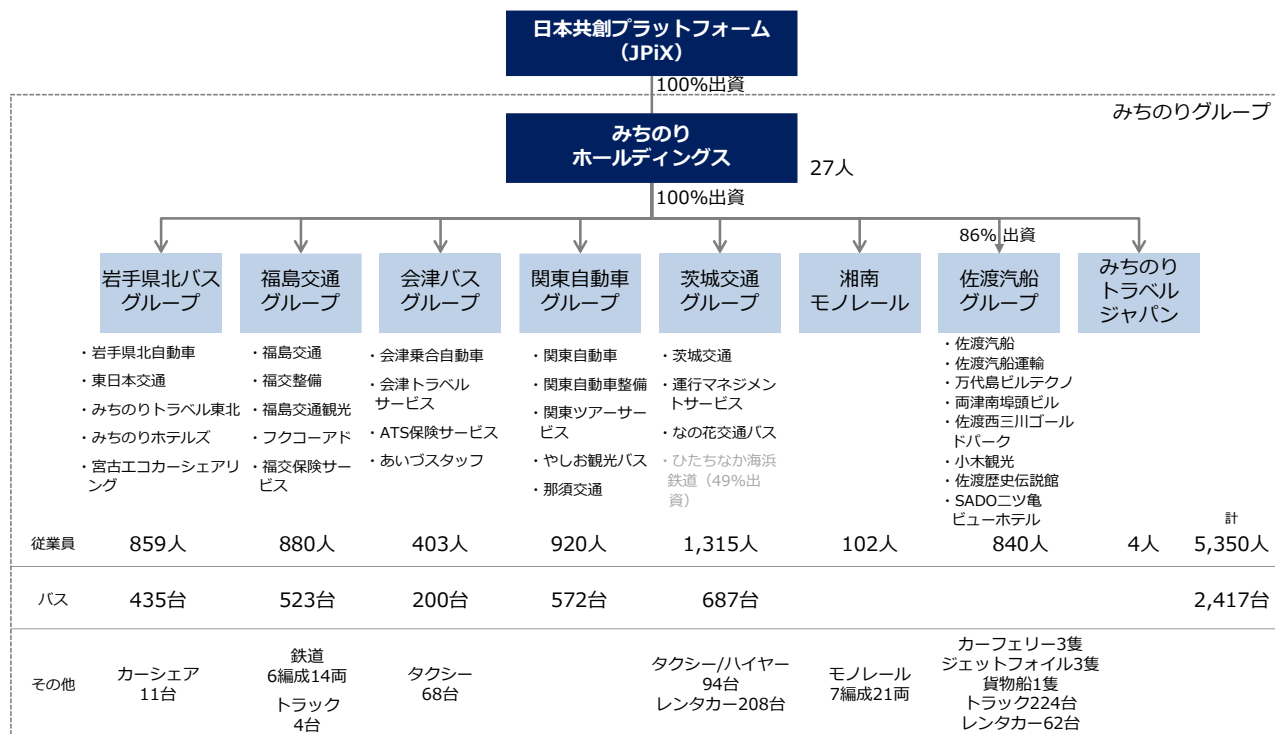 日本共創プラットフォーム
（JPiX）
100%出資
みちのりグループ
みちのり
ホールディングス
27人
100%出資
86% 出資
岩手県北バス
グループ
福島交通
グループ
会津バス
グループ
関東自動車
グループ
茨城交通
グループ
湘南
モノレール
佐渡汽船
グループ
みちのり
トラベル
ジャパン
・岩手県北自動車
・東日本交通
・みちのりトラベル東北
・みちのりホテルズ
・宮古エコカーシェアリ
ング
・福島交通
・福交整備
・福島交通観光
・フクコーアド
・福交保険サー
ビス
・会津乗合自動車
・会津トラベル
サービス
・ATS保険サービス
・あいづスタッフ
・関東自動車
・関東自動車整備
・関東ツアーサー
ビス
・やしお観光バス
・那須交通
・茨城交通
・運行マネジメン
トサービス
・なの花交通バス
・ひたちなか海浜
鉄道（49%出
資）
・佐渡汽船
・佐渡汽船運輸
・万代島ビルテクノ
・両津南埠頭ビル
・佐渡西三川ゴール
ドパーク
・小木観光
・佐渡歴史伝説館
・SADO二ツ亀
ビューホテル
計
従業員
859人
880人
403人
920人
1,315人
102人
840人
4人
5,350人
バス
435台
523台
200台
572台
687台
2,417台
その他
カーシェア
11台
鉄道
6編成14両
トラック
4台
タクシー
68台
タクシー/ハイヤー
94台
レンタカー208台
モノレール
7編成21両
カーフェリー3隻
ジェットフォイル3隻
貨物船1隻
トラック224台
レンタカー62台